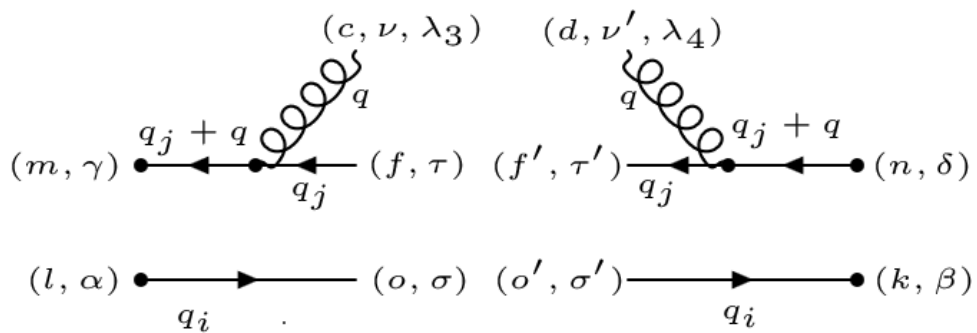 (c, ν, λ₃) (d, ν′, λ₄)
q q
q_j + q q_j + q
(m, γ) (f, τ) (f′, τ′) (n, δ)
q_j q_j
(l, α) (o, σ) (o′, σ′) (k, β)
q_i q_i